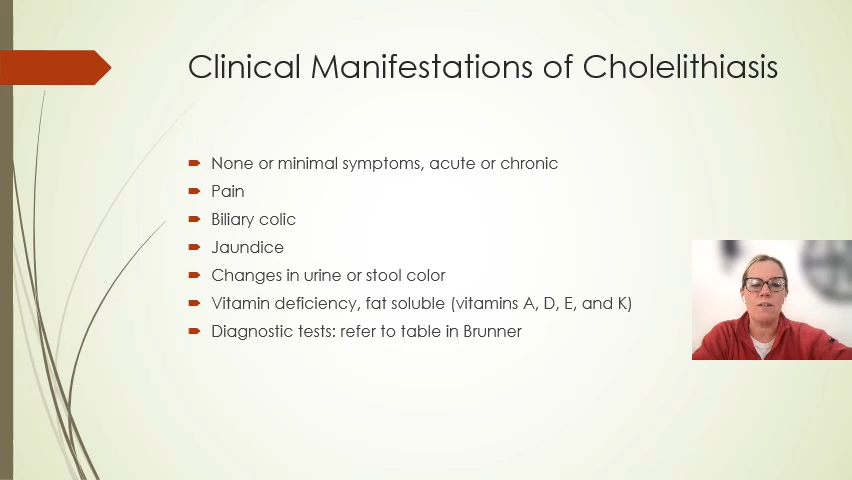 Clinical Manifestations of Cholelithiasis
None or minimal symptoms, acute or chronic
Pain
Biliary colic
Jaundice
Changes in urine or stool color
Vitamin deficiency, fat soluble (vitamins A, D, E, and K)
Diagnostic tests: refer to table in Brunner